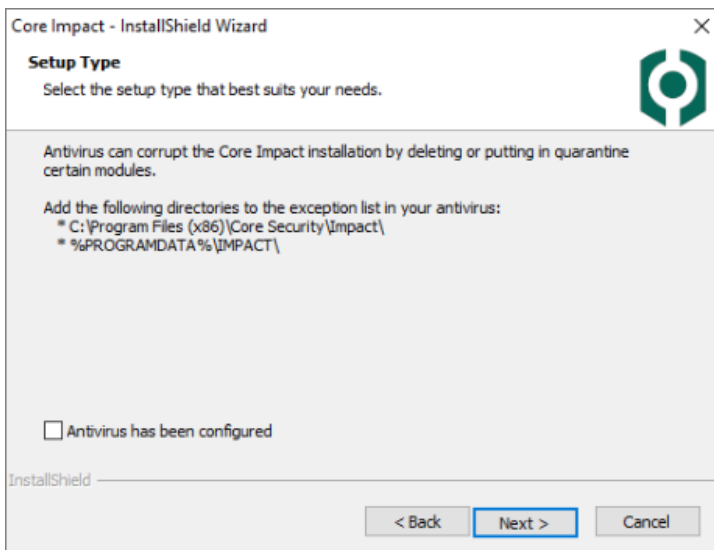 Core Impact - InstallShield Wizard
Setup Type
Select the setup type that best suits your needs.
Antivirus can corrupt the Core Impact installation by deleting or putting in quarantine
certain modules.
Add the following directories to the exception list in your antivirus:
* C:\Program Files (x86)\Core Security\Impact\
* %PROGRAMDATA%\IMPACT\
Antivirus has been configured
InstallShield
< Back
Next >
Cancel